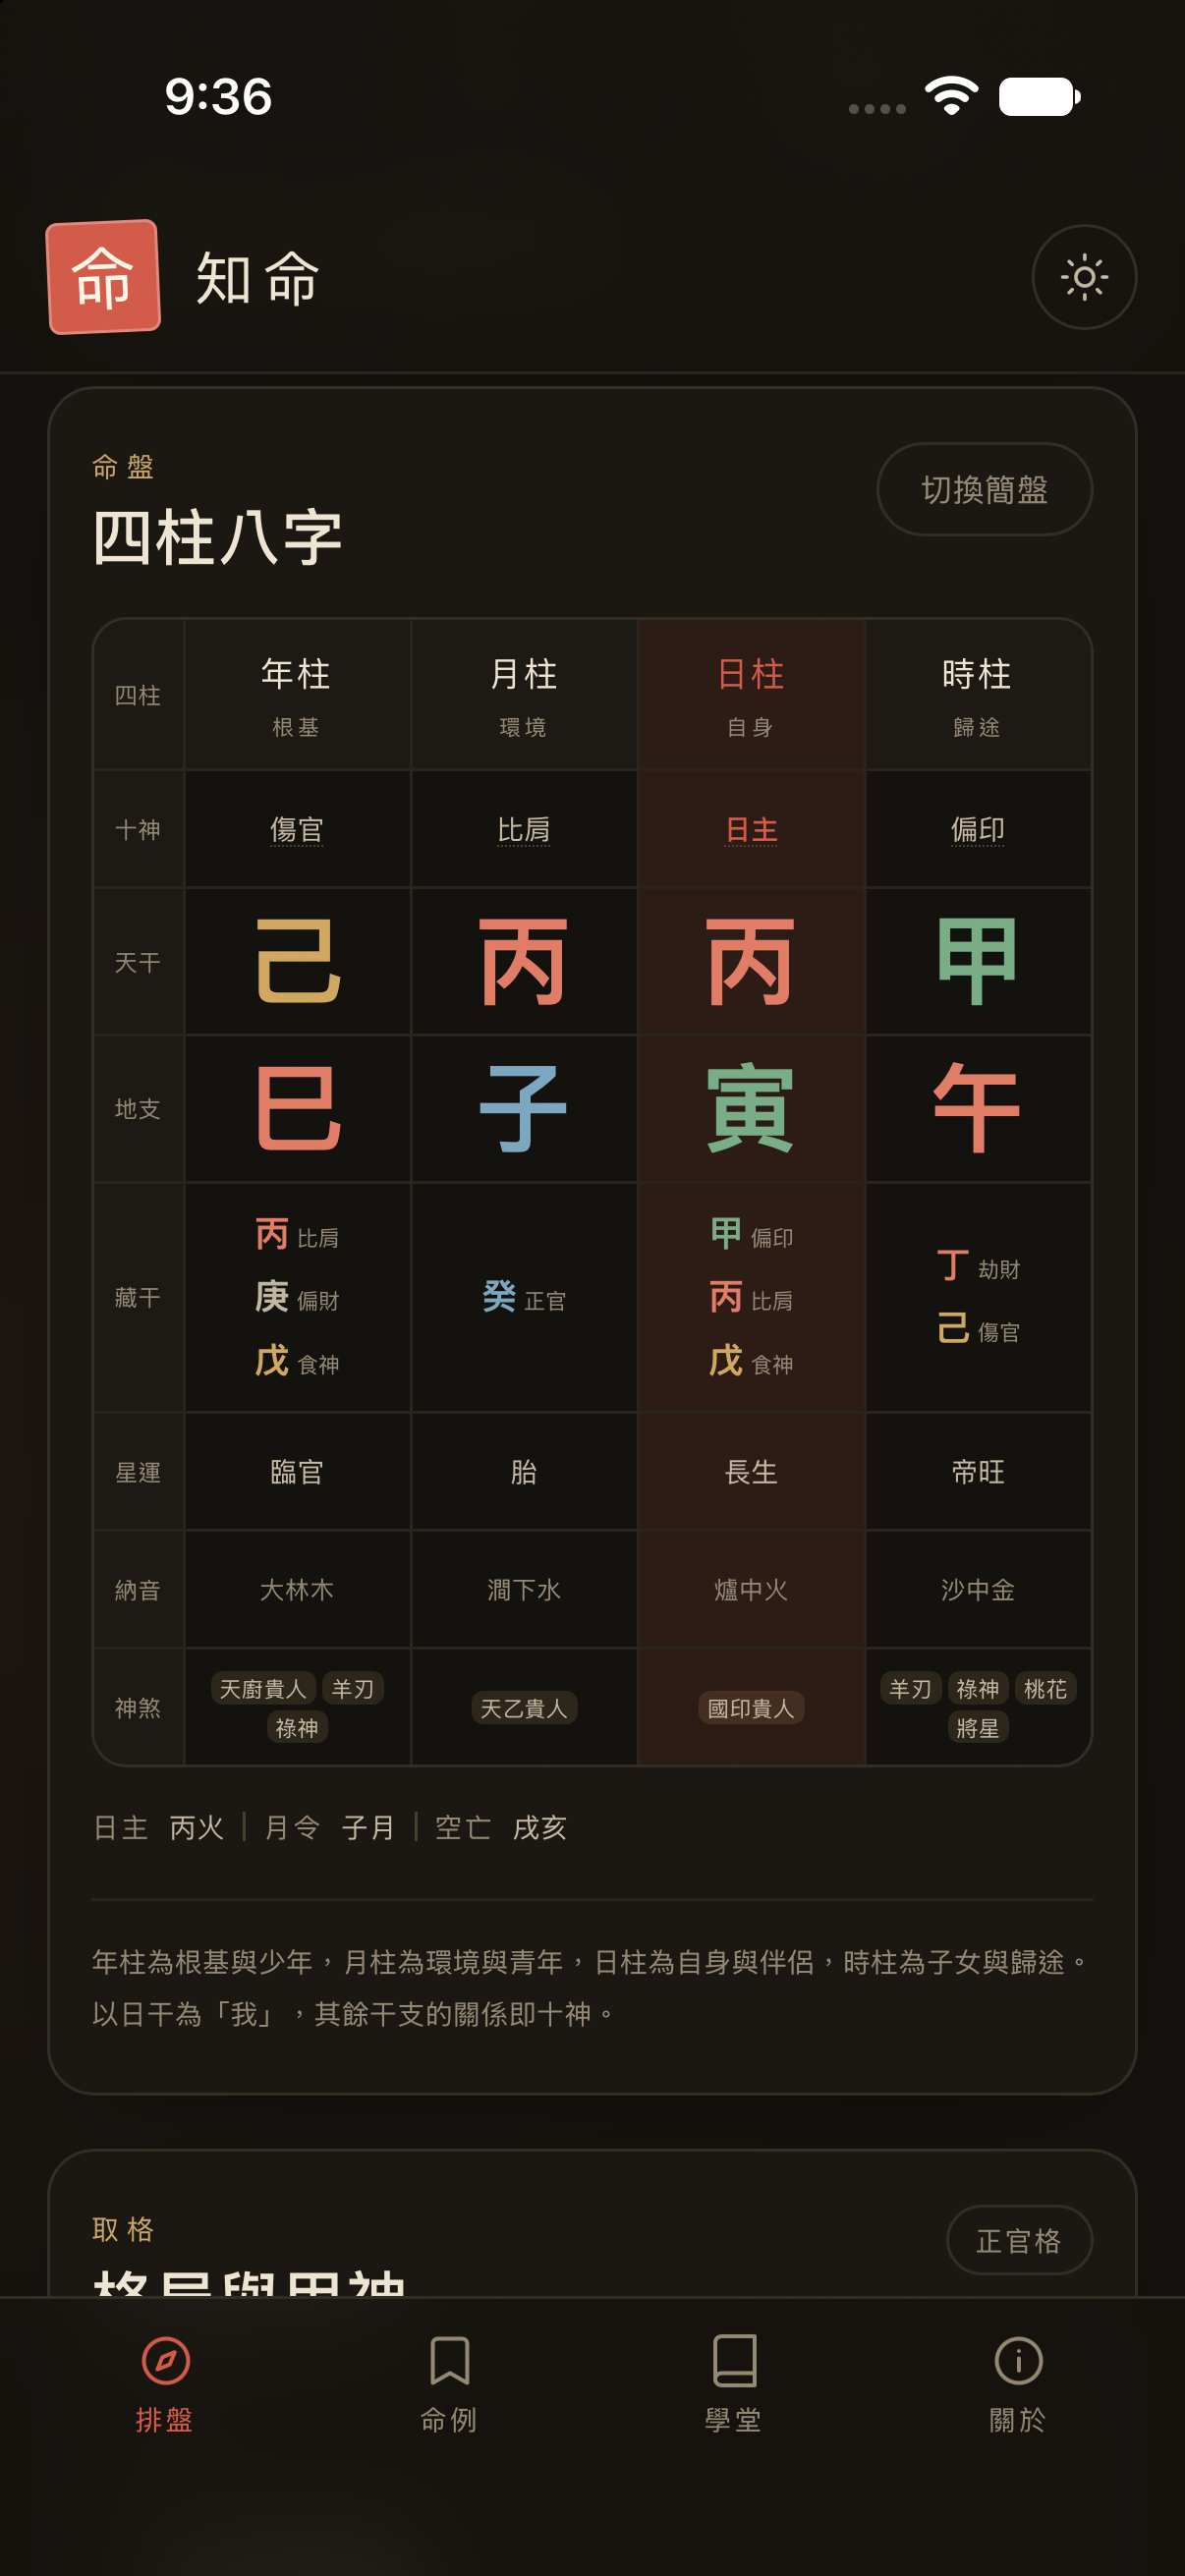 9:36
命
知命
命盤
四柱八字
切換簡盤
四柱 年柱 月柱 日柱 時柱
根基 環境 自身 歸途
十神 傷官 比肩 日主 偏印
天干 己 丙 丙 甲
地支 巳 子 寅 午
藏干
丙 比肩
庚 偏財
戊 食神
癸 正官
甲 偏印
丙 比肩
戊 食神
丁 劫財
己 傷官
星運 臨官 胎 長生 帝旺
納音 大林木 澗下水 爐中火 沙中金
神煞
天廚貴人 羊刃
祿神
天乙貴人
國印貴人
羊刃 祿神 桃花
將星
日主 丙火 | 月令 子月 | 空亡 戌亥
年柱為根基與少年，月柱為環境與青年，日柱為自身與伴侶，時柱為子女與歸途。
以日干為「我」，其餘干支的關係即十神。
取格
正官格
格局與用神
排盤 命例 學堂 關於